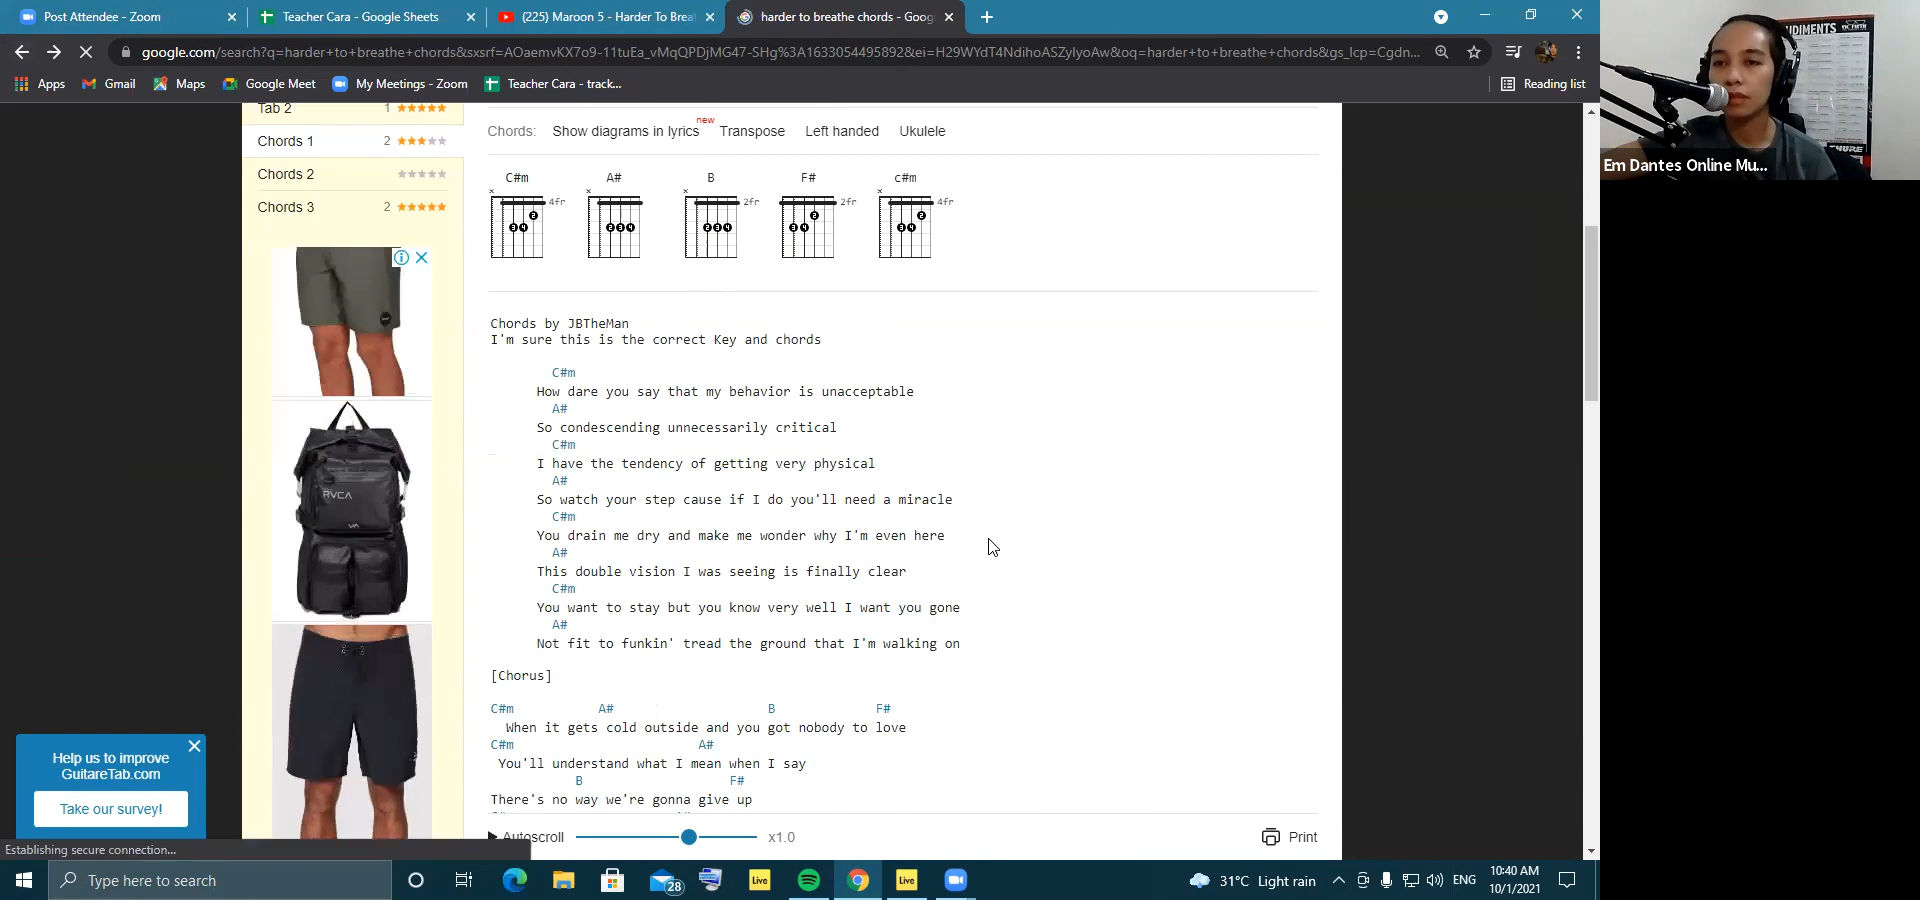 Post Attendee - Zoom
Teacher Cara - Google Sheets
(225) Maroon 5 - Harder To Brea
harder to breathe chords - Goog
google.com/search?q=harder+to+breathe+chords&sxsrf=AOaemvKX7o9-11tuEa_vMqQPDjMG47-SHg%3A1633054495892&ei=H29WYdT4NdihoASZylyoAw&oq=harder+to+breathe+chords&gs_lcp=Cgdn...
Apps
Gmail
Maps
Google Meet
My Meetings - Zoom
Teacher Cara - track...
Reading list
Tab 2 1
Chords 1 2
Chords 2
Chords 3 2
Chords: Show diagrams in lyrics new Transpose Left handed Ukulele
C#m A# B F# c#m
4fr 2fr 2fr 4fr
Chords by JBTheMan
I'm sure this is the correct Key and chords
C#m
How dare you say that my behavior is unacceptable
A#
So condescending unnecessarily critical
C#m
I have the tendency of getting very physical
A#
So watch your step cause if I do you'll need a miracle
C#m
You drain me dry and make me wonder why I'm even here
A#
This double vision I was seeing is finally clear
C#m
You want to stay but you know very well I want you gone
A#
Not fit to funkin' tread the ground that I'm walking on
[Chorus]
C#m A# B F#
When it gets cold outside and you got nobody to love
C#m A#
You'll understand what I mean when I say
B F#
There's no way we're gonna give up
Autoscroll x1.0
Print
RVCA
Help us to improve
GuitareTab.com
Take our survey!
Establishing secure connection...
Type here to search
28
Live
Live
31°C Light rain
ENG
10:40 AM
10/1/2021
UDIMENTS
VIC FIRTH
THURE
Em Dantes Online Mu...